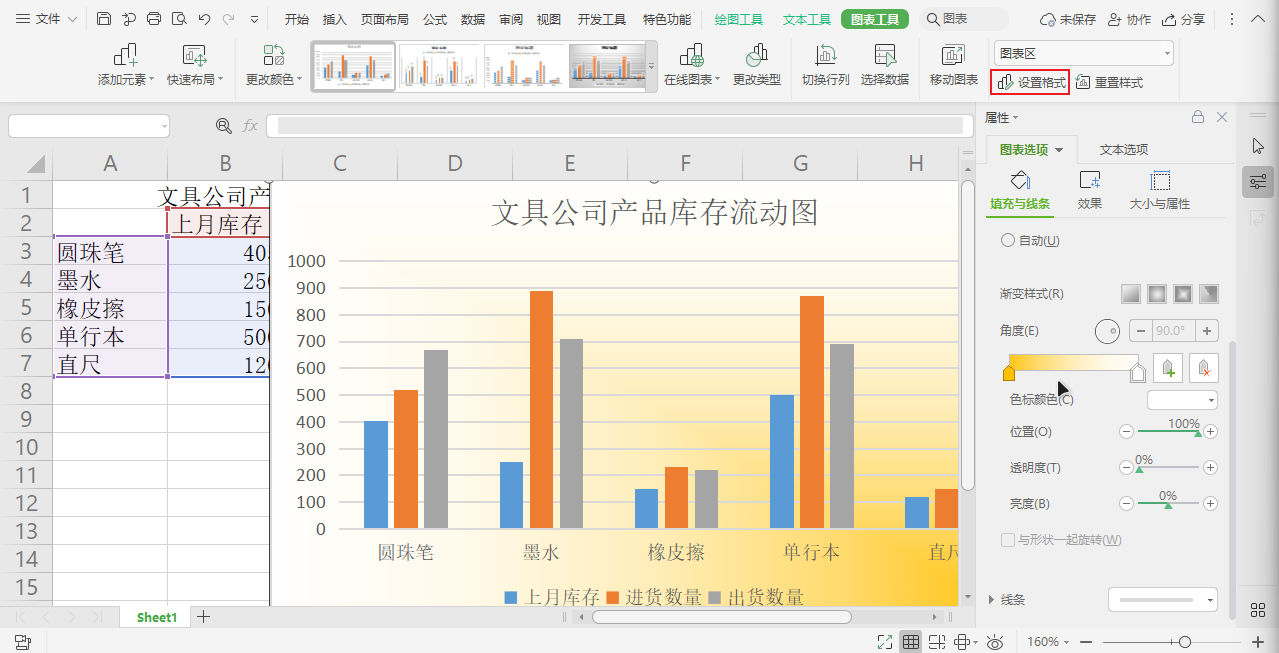 文件 开始 插入 页面布局 公式 数据 审阅 视图 开发工具 特色功能 绘图工具 文本工具 图表工具 图表 未保存 协作 分享
添加元素 快速布局 更改颜色 在线图表 更改类型 切换行列 选择数据 移动图表
图表区
设置格式 重置样式
fx
属性
图表选项 文本选项
填充与线条 效果 大小与属性
自动(U)
渐变样式(R)
角度(E) 90.0°
色标颜色(C)
位置(O) 100%
透明度(T) 0%
亮度(B) 0%
与形状一起旋转(W)
线条
A B C D E F G H
1 文具公司产
2 上月库存
3 圆珠笔 405
4 墨水 250
5 橡皮擦 150
6 单行本 500
7 直尺 120
8
9
10
11
12
13
14
15
文具公司产品库存流动图
1000
900
800
700
600
500
400
300
200
100
0
圆珠笔 墨水 橡皮擦 单行本 直尺
上月库存 进货数量 出货数量
Sheet1
160%